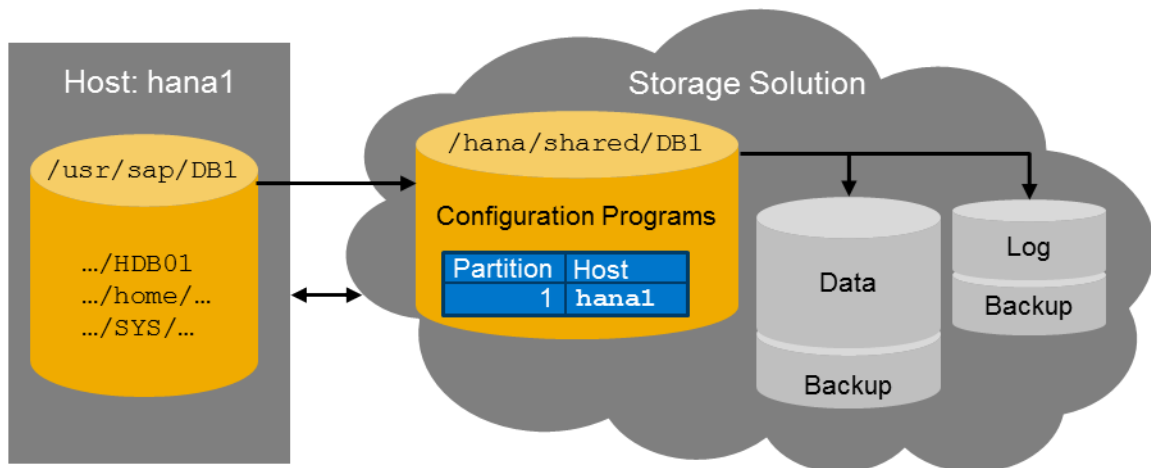 Host: hana1
/usr/sap/DB1
…/HDB01
…/home/…
…/SYS/…
Storage Solution
/hana/shared/DB1
Configuration Programs
Partition Host
1 hana1
Data
Backup
Log
Backup